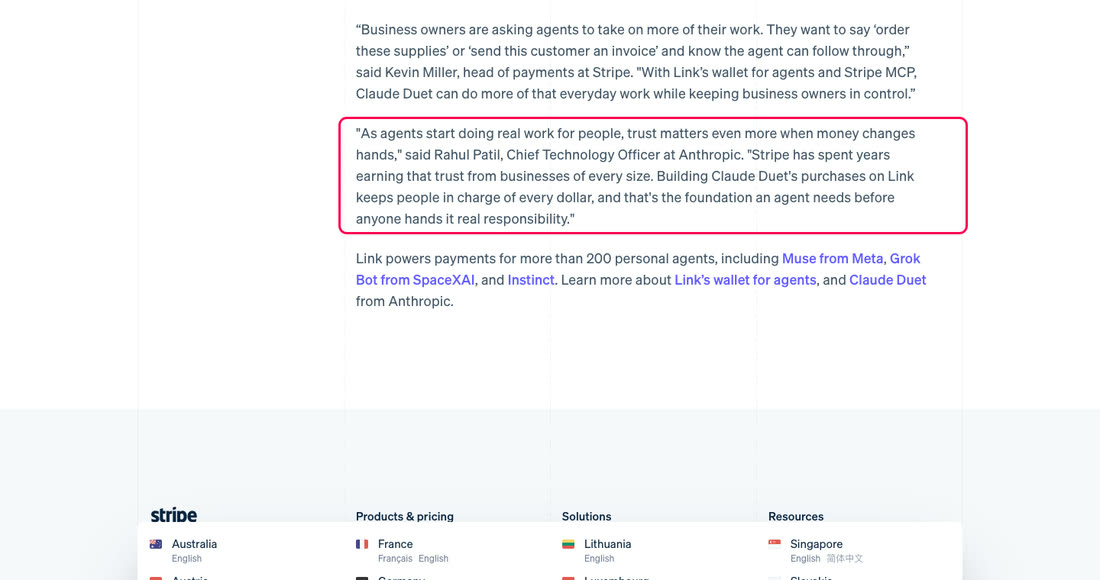 “Business owners are asking agents to take on more of their work. They want to say ‘order
these supplies’ or ‘send this customer an invoice’ and know the agent can follow through,”
said Kevin Miller, head of payments at Stripe. "With Link’s wallet for agents and Stripe MCP,
Claude Duet can do more of that everyday work while keeping business owners in control.”
"As agents start doing real work for people, trust matters even more when money changes
hands," said Rahul Patil, Chief Technology Officer at Anthropic. "Stripe has spent years
earning that trust from businesses of every size. Building Claude Duet's purchases on Link
keeps people in charge of every dollar, and that's the foundation an agent needs before
anyone hands it real responsibility."
Link powers payments for more than 200 personal agents, including Muse from Meta, Grok
Bot from SpaceXAI, and Instinct. Learn more about Link’s wallet for agents, and Claude Duet
from Anthropic.
stripe Products & pricing Solutions Resources
Australia France Lithuania Singapore
English Français English English English 简体中文